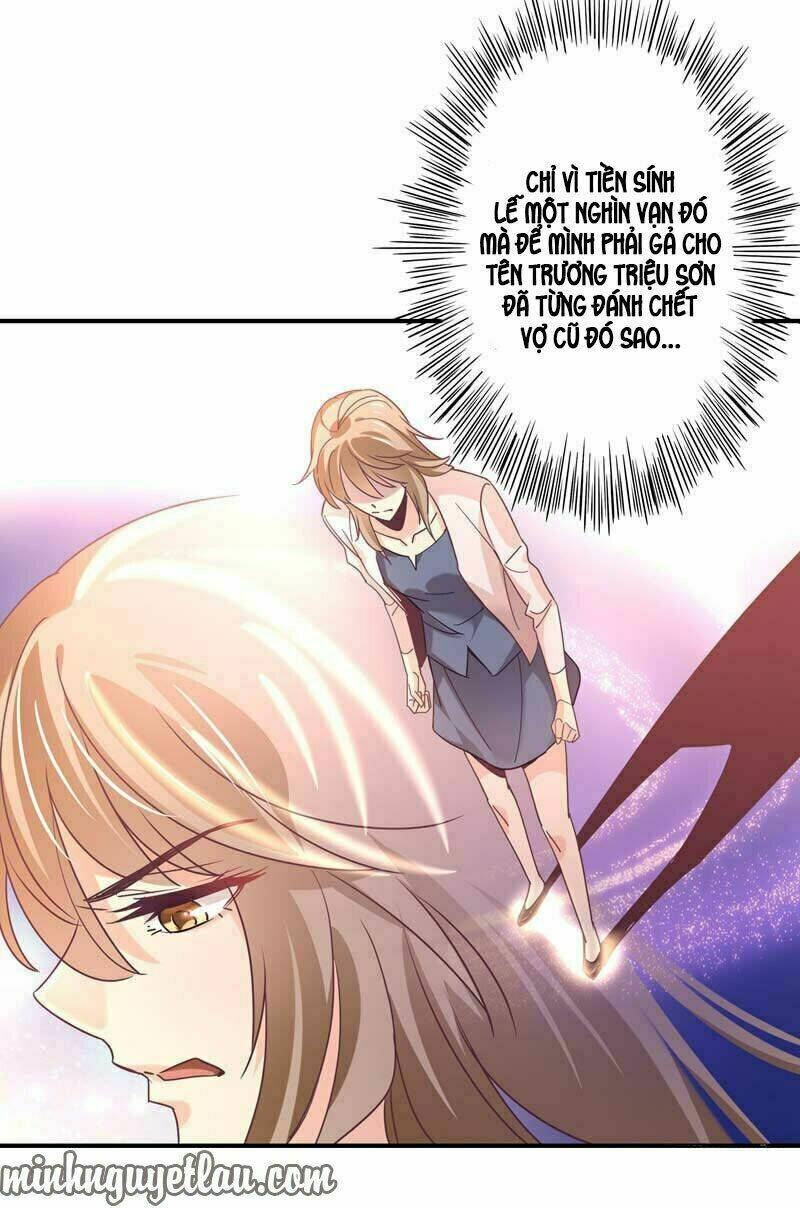 CHỈ VÌ TIỀN SÍNH
LỄ MỘT NGHÌN VẠN ĐÓ
MÀ ĐỂ MÌNH PHẢI GẢ CHO
TÊN TRƯƠNG TRIỆU SƠN
ĐÃ TỪNG ĐÁNH CHẾT
VỢ CŨ ĐÓ SAO...
minhnguyetlau.com